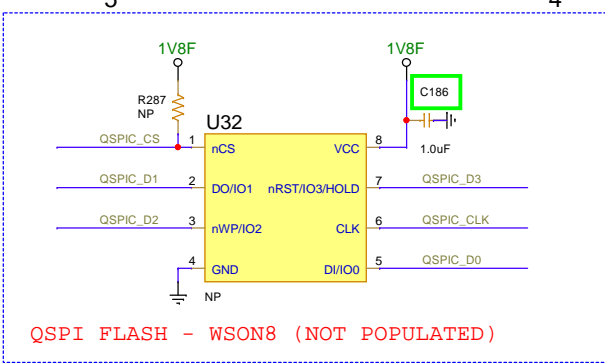 1V8F
1V8F
R287
NP
C186
U32
1.0uF
QSPIC_CS
1
nCS
VCC
8
QSPIC_D1
2
DO/IO1
nRST/IO3/HOLD
7
QSPIC_D3
QSPIC_D2
3
nWP/IO2
CLK
6
QSPIC_CLK
4
GND
DI/IO0
5
QSPIC_D0
NP
QSPI FLASH - WSON8 (NOT POPULATED)